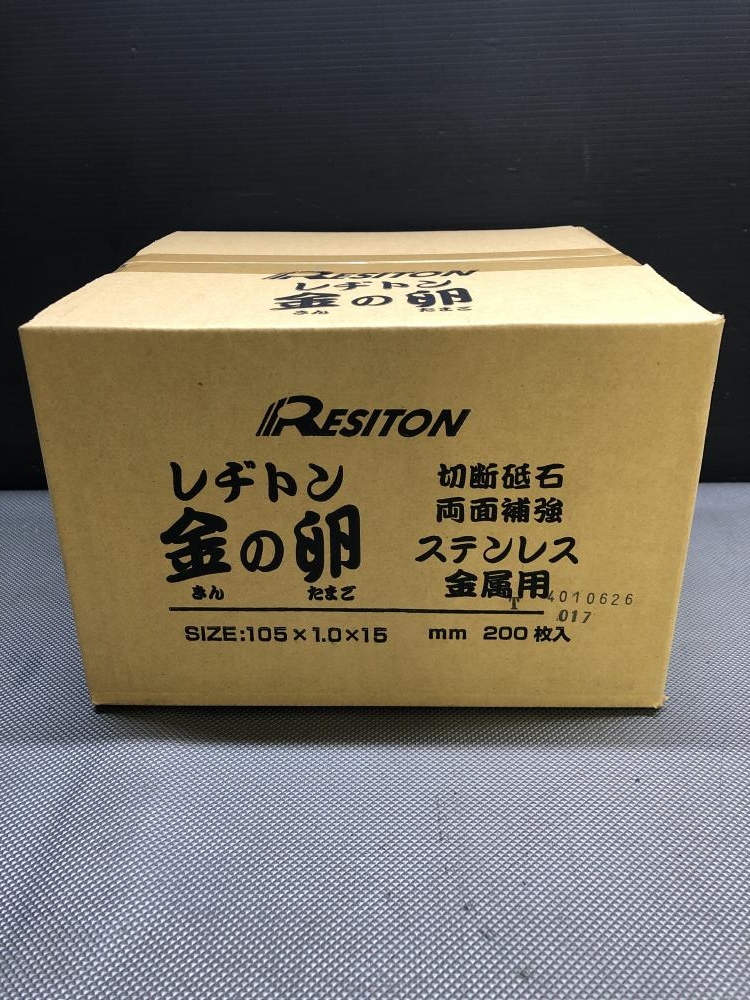 RESITON
レヂトン
金の卵
きん たまご
RESITON
レヂトン
金の卵
きん たまご
切断砥石
両面補強
ステンレス
金属用
T 4010626
017
SIZE:105×1.0×15 mm 200枚入